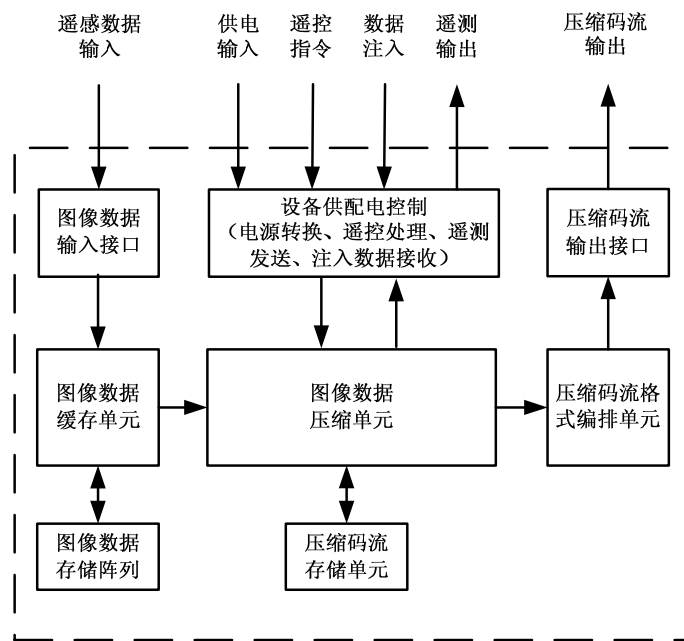 遥感数据
输入
供电
输入
遥控
指令
数据
注入
遥测
输出
压缩码流
输出
图像数据
输入接口
设备供配电控制
（电源转换、遥控处理、遥测
发送、注入数据接收）
压缩码流
输出接口
图像数据
缓存单元
图像数据
压缩单元
压缩码流格
式编排单元
图像数据
存储阵列
压缩码流
存储单元